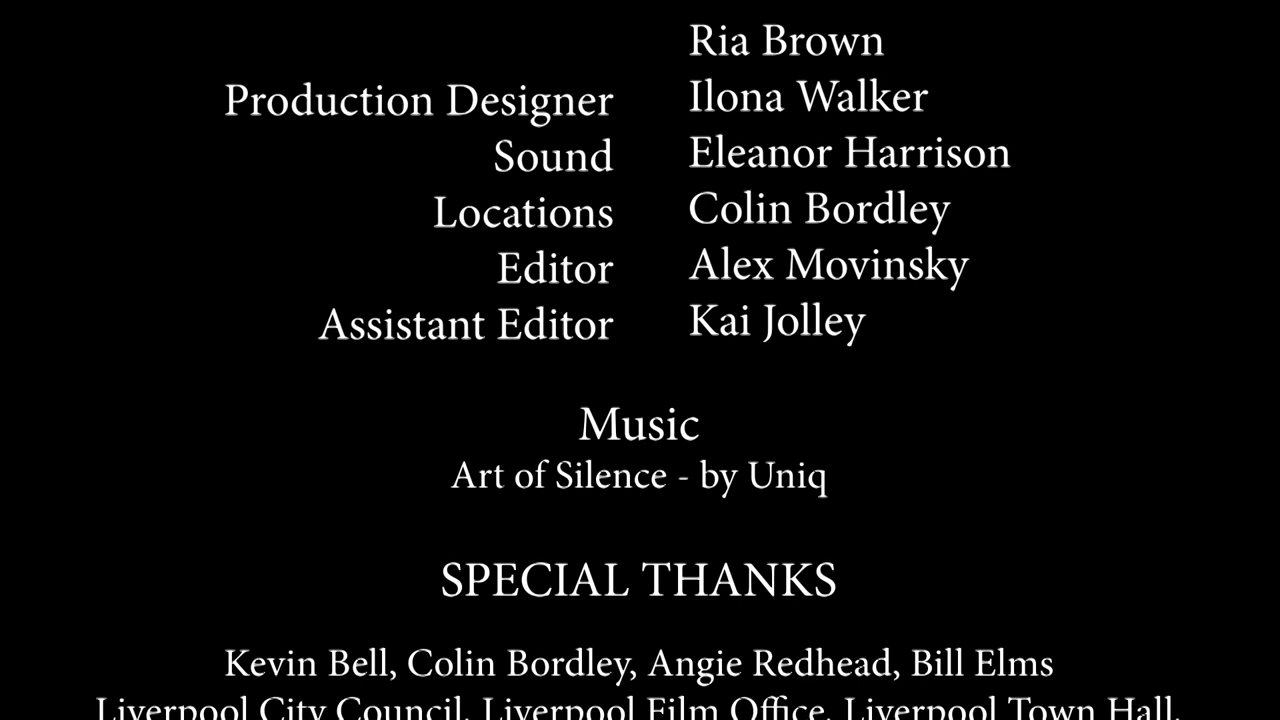 Ria Brown
Production Designer Ilona Walker
Sound Eleanor Harrison
Locations Colin Bordley
Editor Alex Movinsky
Assistant Editor Kai Jolley
Music
Art of Silence - by Uniq
SPECIAL THANKS
Kevin Bell, Colin Bordley, Angie Redhead, Bill Elms
Liverpool City Council, Liverpool Film Office, Liverpool Town Hall,